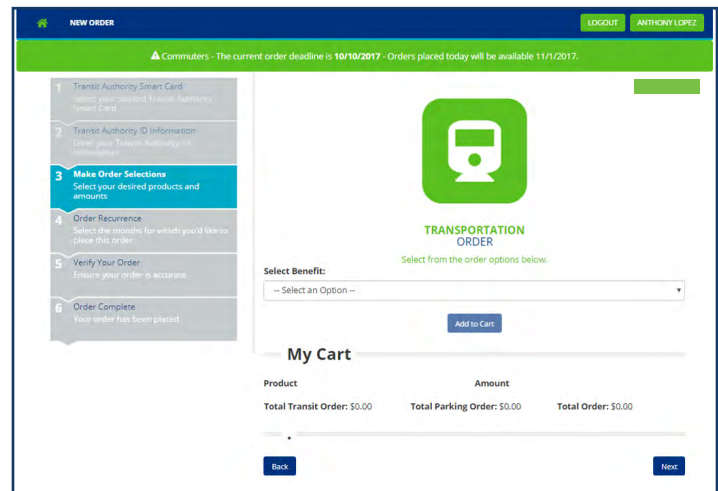 NEW ORDER
LOGOUT
ANTHONY LOPEZ
Commuters - The current order deadline is 10/10/2017 - Orders placed today will be available 11/1/2017.
1 Transit Authority Smart Card
Select your desired Transit Authority
Smart Card
2 Transit Authority ID Information
Enter your Transit Authority ID
Information
3 Make Order Selections
Select your desired products and
amounts
4 Order Recurrence
Select the months for which you'd like to
place this order
5 Verify Your Order
Ensure your order is accurate
6 Order Complete
Your order has been placed
TRANSPORTATION
ORDER
Select from the order options below.
Select Benefit:
-- Select an Option --
Add to Cart
My Cart
Product Amount
Total Transit Order: $0.00 Total Parking Order: $0.00 Total Order: $0.00
Back
Next